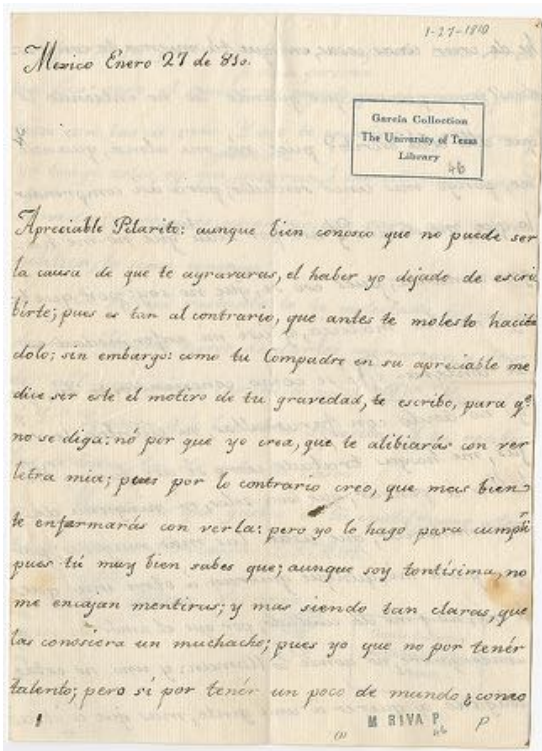 1-27-1810
Mexico Enero 27 de 810.
Garcia Collection
The University of Texas
Library
46
Apreciable Pilarito: aunque bien conosco que no puede ser
la causa de que te agravaras, el haber yo dejado de escri
birte; pues es tan al contrario, que antes te molesto hacién
dolo; sin embargo: como tu Compadre en su apreciable me
dice ser este el motivo de tu gravedad, te escribo, para qe.
no se diga: nó por que yo crea, que te alibiarás con ver
letra mia; pues por lo contrario creo, que mas bien
te enfermarás con verla: pero yo lo hago para cumplir
pues tú muy bien sabes que; aunque soy tontísima, no
me encajan mentiras; y mas siendo tan claras, que
las conosiera un muchacho; pues yo que no por tenér
talento; pero sí por tenér un poco de mundo ¿como
M RIVA P.
46
P